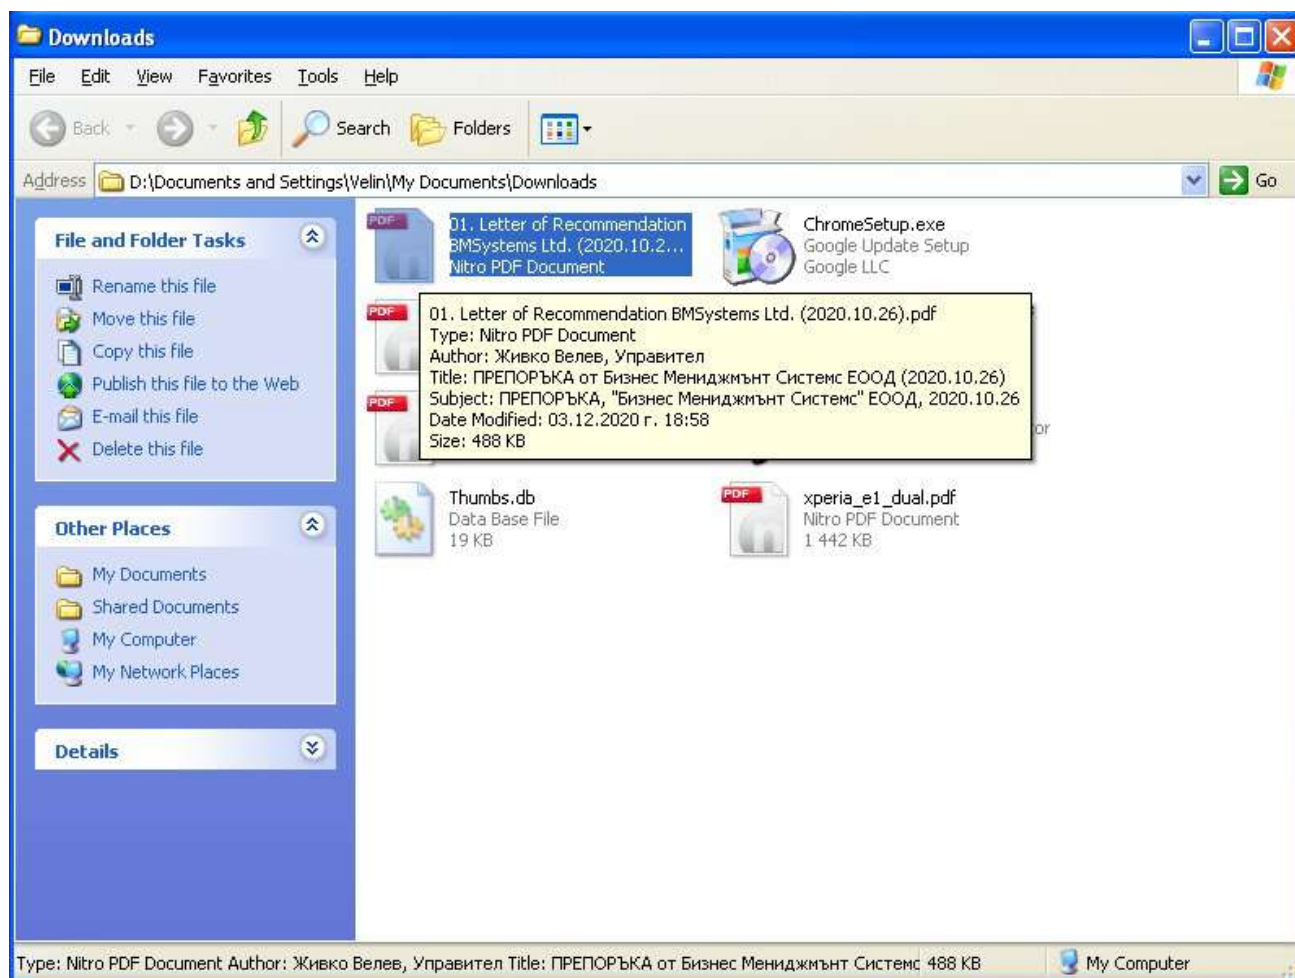 Downloads
File Edit View Favorites Tools Help
Back Search Folders
Address D:\Documents and Settings\Velin\My Documents\Downloads Go
File and Folder Tasks
Rename this file
Move this file
Copy this file
Publish this file to the Web
E-mail this file
Delete this file
Other Places
My Documents
Shared Documents
My Computer
My Network Places
Details
PDF
01. Letter of Recommendation
BMSystems Ltd. (2020.10.2...
Nitro PDF Document
ChromeSetup.exe
Google Update Setup
Google LLC
PDF
01. Letter of Recommendation BMSystems Ltd. (2020.10.26).pdf
Type: Nitro PDF Document
Author: Живко Велев, Управител
Title: ПРЕПОРЪКА от Бизнес Мениджмънт Системс ЕООД (2020.10.26)
Subject: ПРЕПОРЪКА, "Бизнес Мениджмънт Системс" ЕООД, 2020.10.26
Date Modified: 03.12.2020 г. 18:58
Size: 488 KB
PDF
or
Thumbs.db
Data Base File
19 KB
PDF
xperia_e1_dual.pdf
Nitro PDF Document
1 442 KB
Type: Nitro PDF Document Author: Живко Велев, Управител Title: ПРЕПОРЪКА от Бизнес Мениджмънт Системс 488 KB My Computer